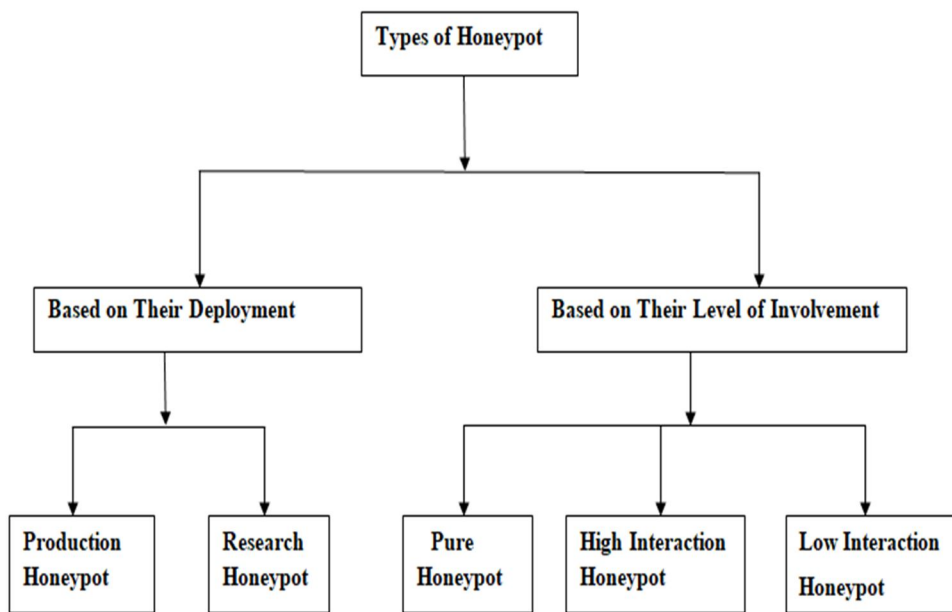 Types of Honeypot
Based on Their Deployment
Based on Their Level of Involvement
Production
Honeypot
Research
Honeypot
Pure
Honeypot
High Interaction
Honeypot
Low Interaction
Honeypot